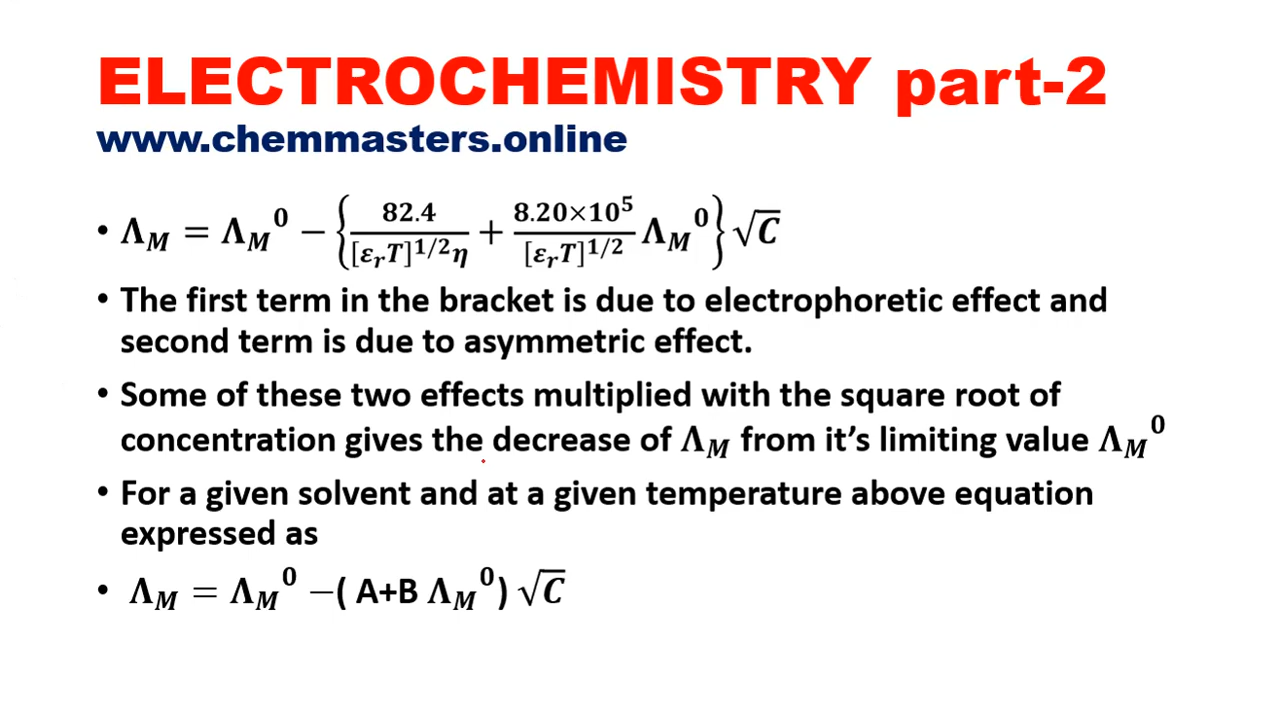 ELECTROCHEMISTRY part-2
www.chemmasters.online
• Λ_M = Λ_M^0 − {82.4/([ε_r T]^{1/2} η) + 8.20×10^5/[ε_r T]^{1/2} Λ_M^0} √C
• The first term in the bracket is due to electrophoretic effect and
second term is due to asymmetric effect.
• Some of these two effects multiplied with the square root of
concentration gives the decrease of Λ_M from it’s limiting value Λ_M^0
• For a given solvent and at a given temperature above equation
expressed as
• Λ_M = Λ_M^0 −( A+B Λ_M^0) √C